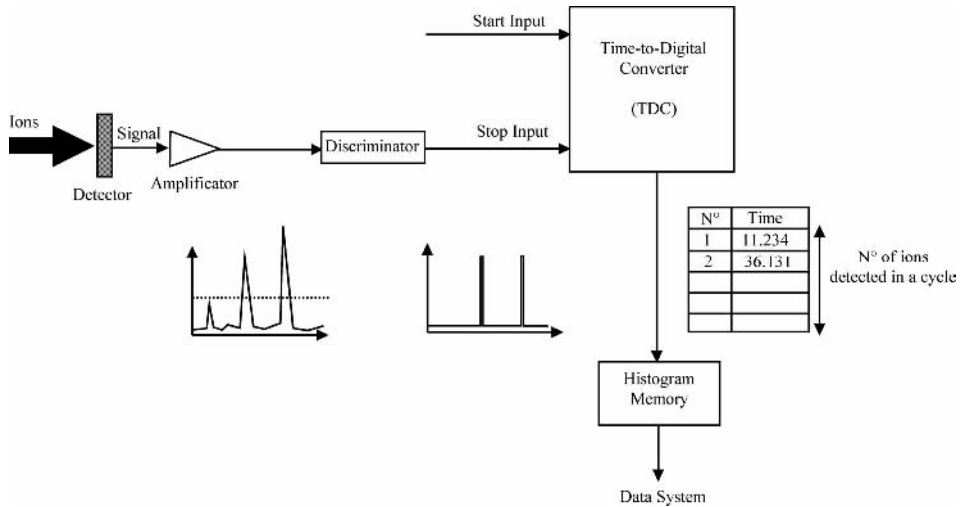 Start Input
Time-to-Digital
Converter
(TDC)
Ions
Signal
Discriminator
Stop Input
Amplificator
Detector
N° Time
1 11.234
2 36.131
N° of ions
detected in a cycle
Histogram
Memory
Data System